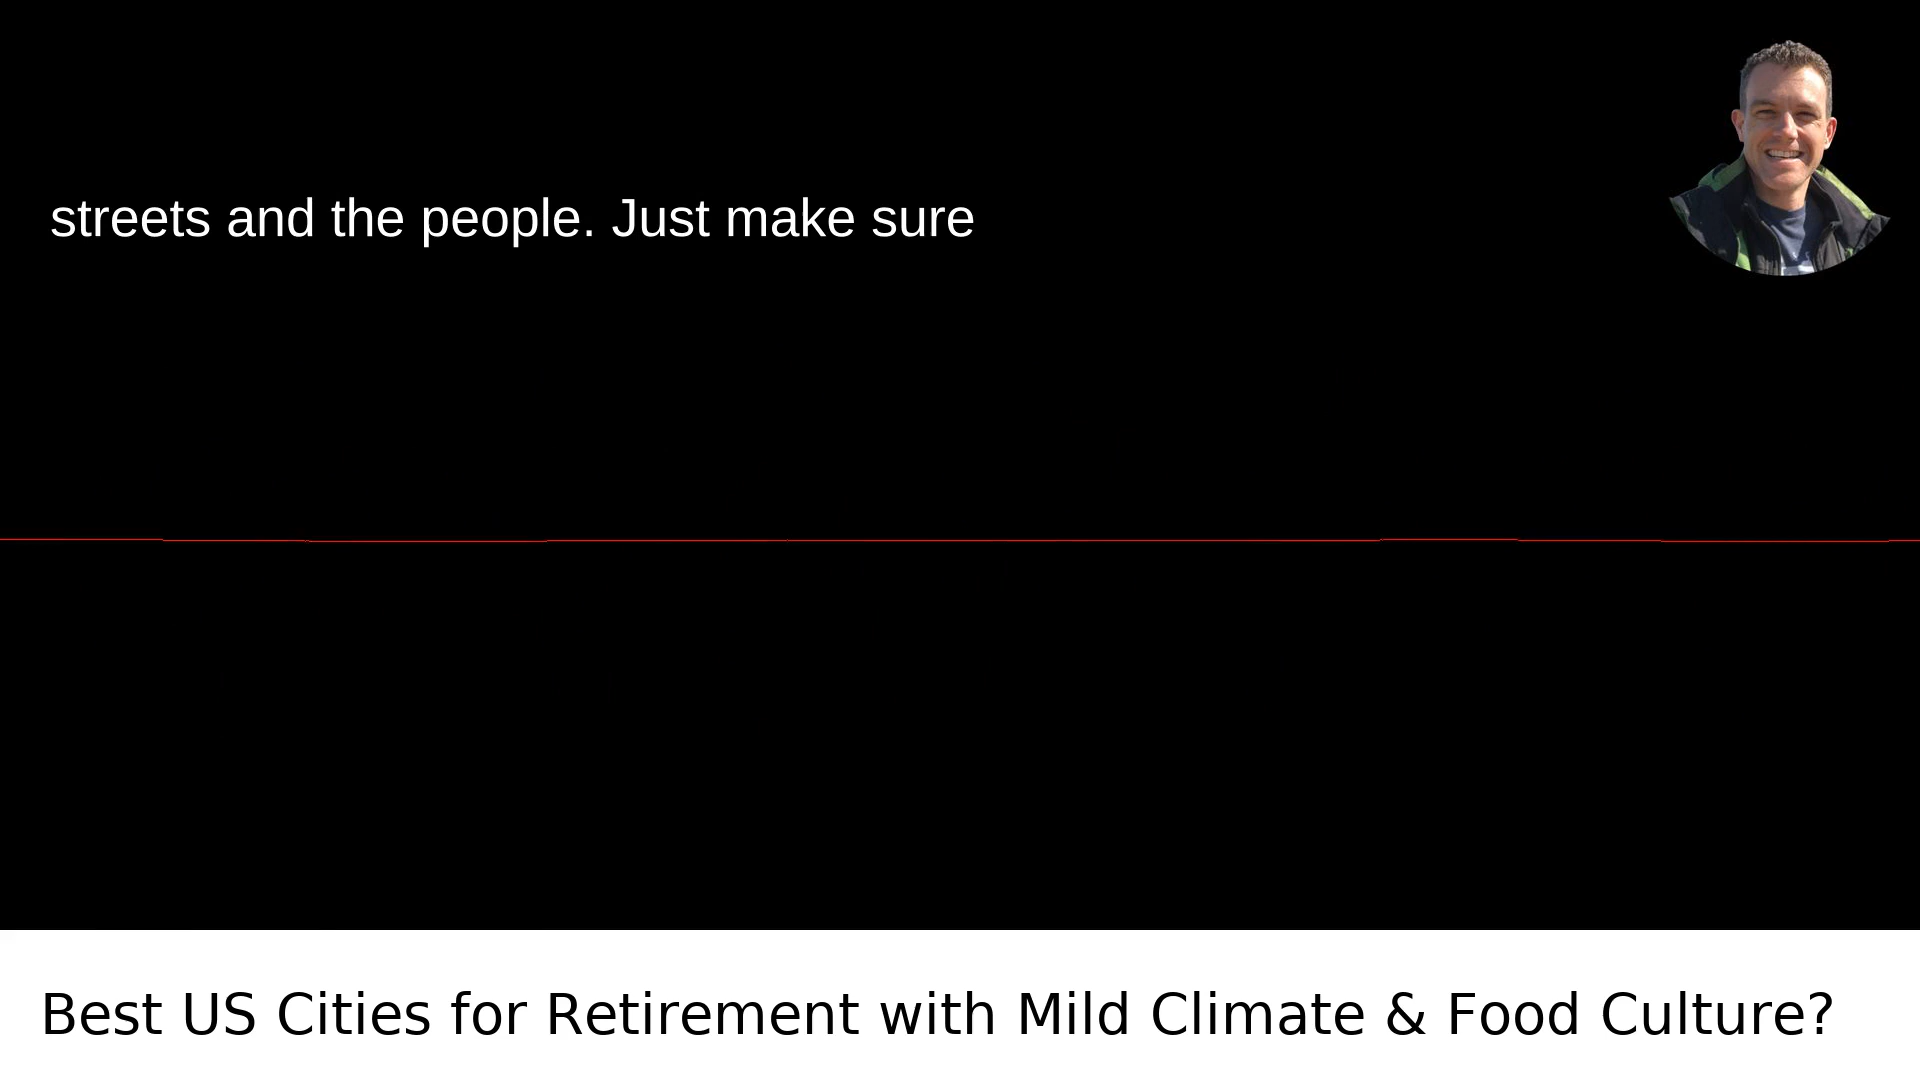 streets and the people. Just make sure
Best US Cities for Retirement with Mild Climate & Food Culture?